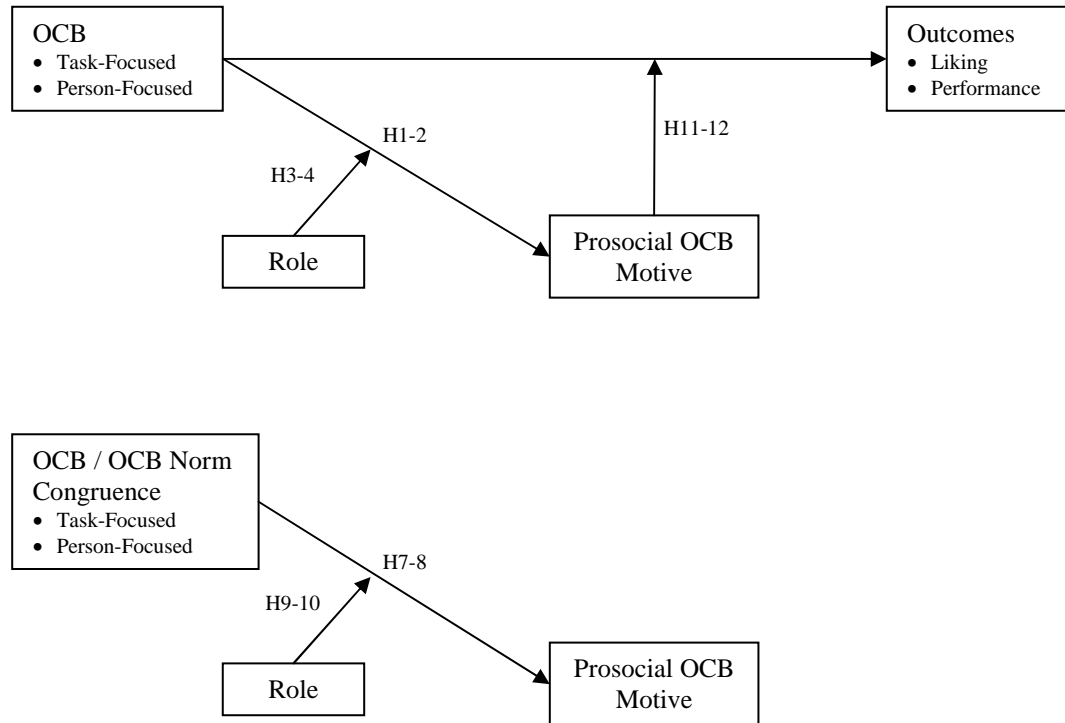 OCB
• Task-Focused
• Person-Focused
Outcomes
• Liking
• Performance
H1-2
H11-12
H3-4
Role
Prosocial OCB
Motive
OCB / OCB Norm
Congruence
• Task-Focused
• Person-Focused
H7-8
H9-10
Role
Prosocial OCB
Motive